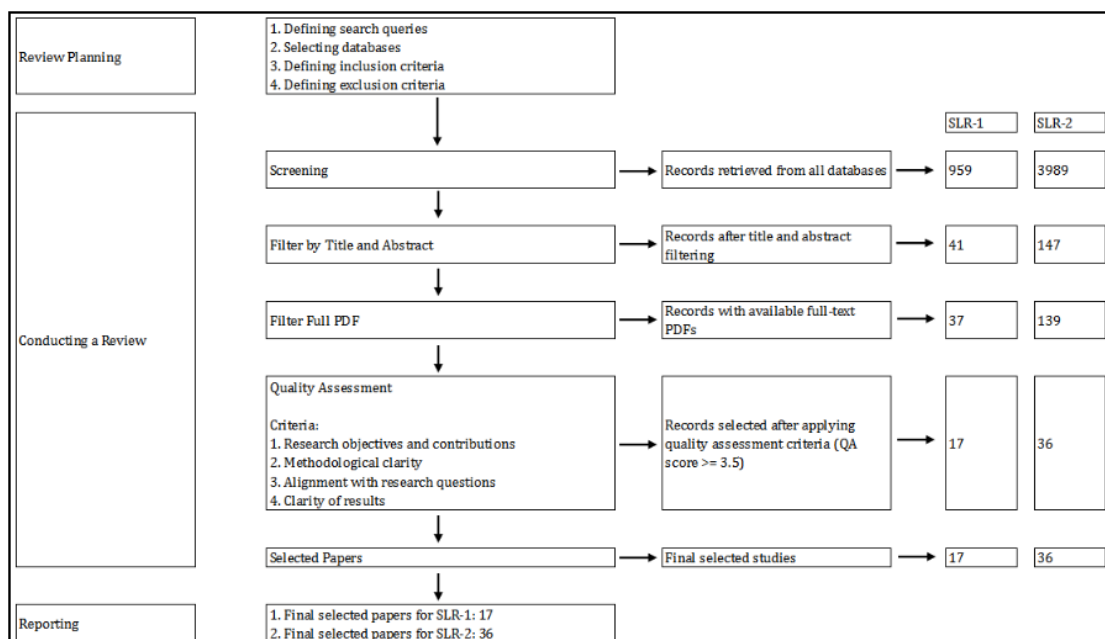 Review Planning
1. Defining search queries
2. Selecting databases
3. Defining inclusion criteria
4. Defining exclusion criteria
Conducting a Review
SLR-1
SLR-2
Screening
Records retrieved from all databases
959
3989
Filter by Title and Abstract
Records after title and abstract
filtering
41
147
Filter Full PDF
Records with available full-text
PDFs
37
139
Quality Assessment
Criteria:
1. Research objectives and contributions
2. Methodological clarity
3. Alignment with research questions
4. Clarity of results
Records selected after applying
quality assessment criteria (QA
score >= 3.5)
17
36
Selected Papers
Final selected studies
17
36
Reporting
1. Final selected papers for SLR-1: 17
2. Final selected papers for SLR-2: 36